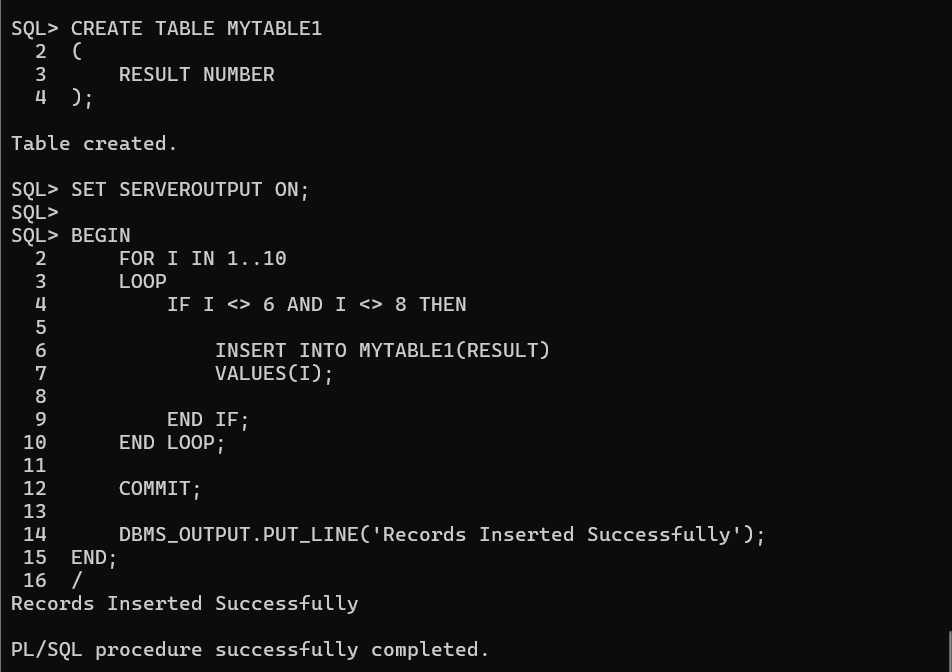 SQL> CREATE TABLE MYTABLE1
  2  (
  3      RESULT NUMBER
  4  );
Table created.
SQL> SET SERVEROUTPUT ON;
SQL>
SQL> BEGIN
  2      FOR I IN 1..10
  3      LOOP
  4          IF I <> 6 AND I <> 8 THEN
  5
  6              INSERT INTO MYTABLE1(RESULT)
  7              VALUES(I);
  8
  9          END IF;
 10      END LOOP;
 11
 12      COMMIT;
 13
 14      DBMS_OUTPUT.PUT_LINE('Records Inserted Successfully');
 15  END;
 16  /
Records Inserted Successfully
PL/SQL procedure successfully completed.